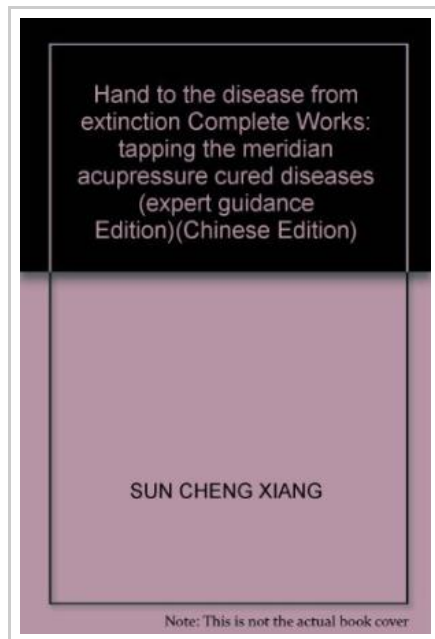 Hand to the disease from
extinction Complete Works:
tapping the meridian
acupressure cured diseases
(expert guidance
Edition)(Chinese Edition)
SUN CHENG XIANG
Note: This is not the actual book cover